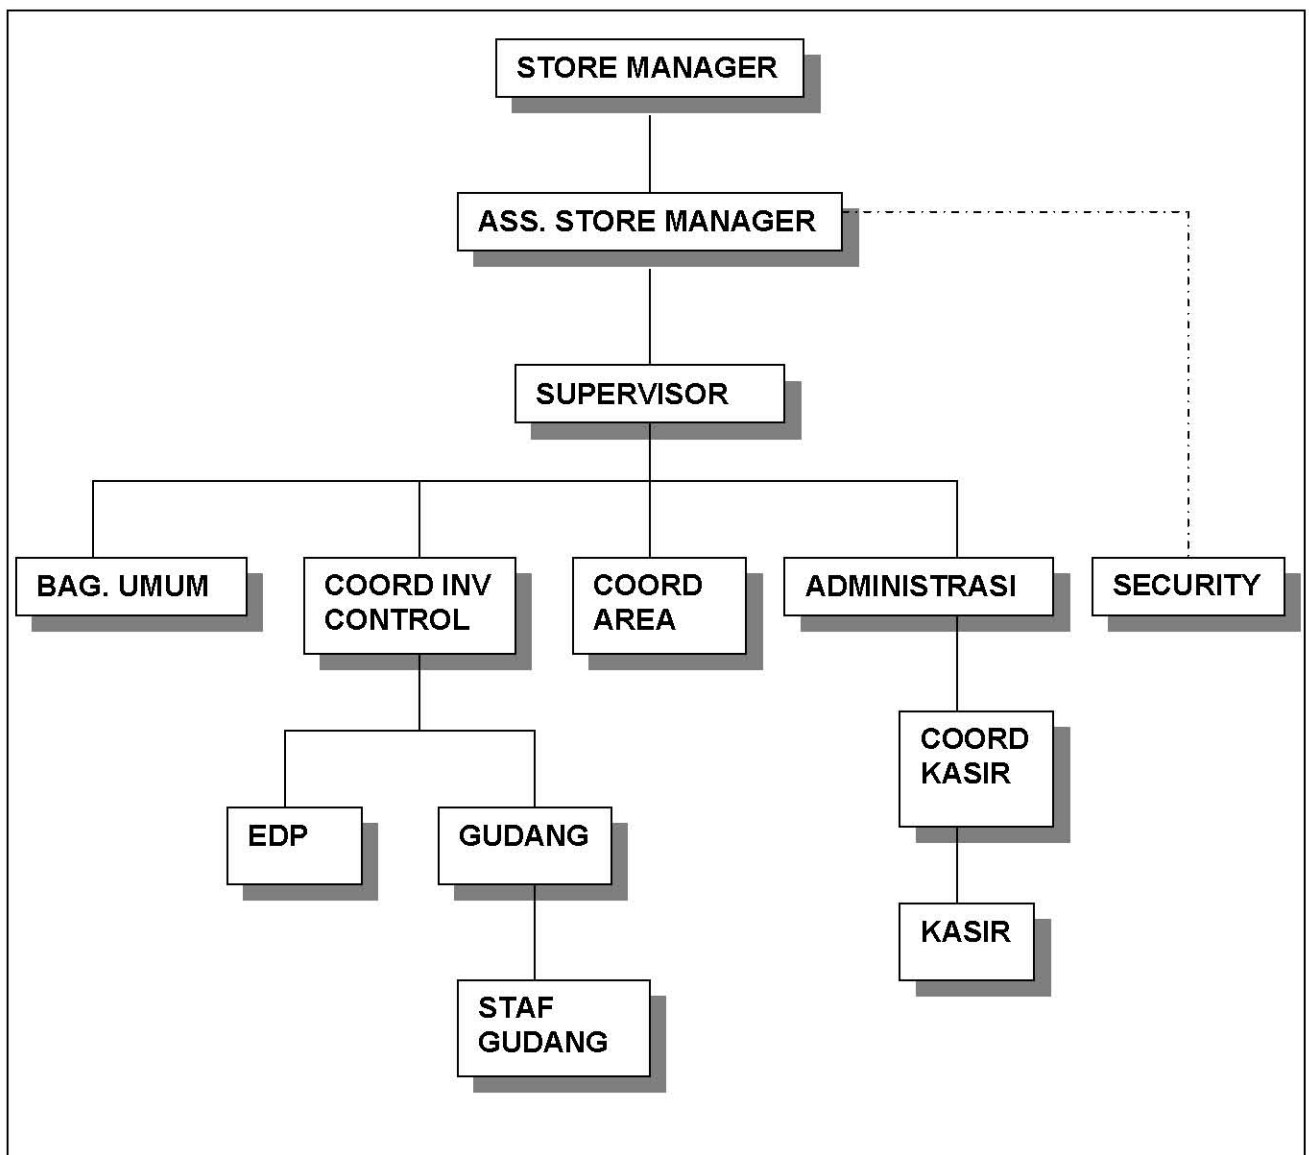 STORE MANAGER
ASS. STORE MANAGER
SUPERVISOR
BAG. UMUM
COORD INV
CONTROL
COORD
AREA
ADMINISTRASI
SECURITY
COORD
KASIR
EDP
GUDANG
KASIR
STAF
GUDANG